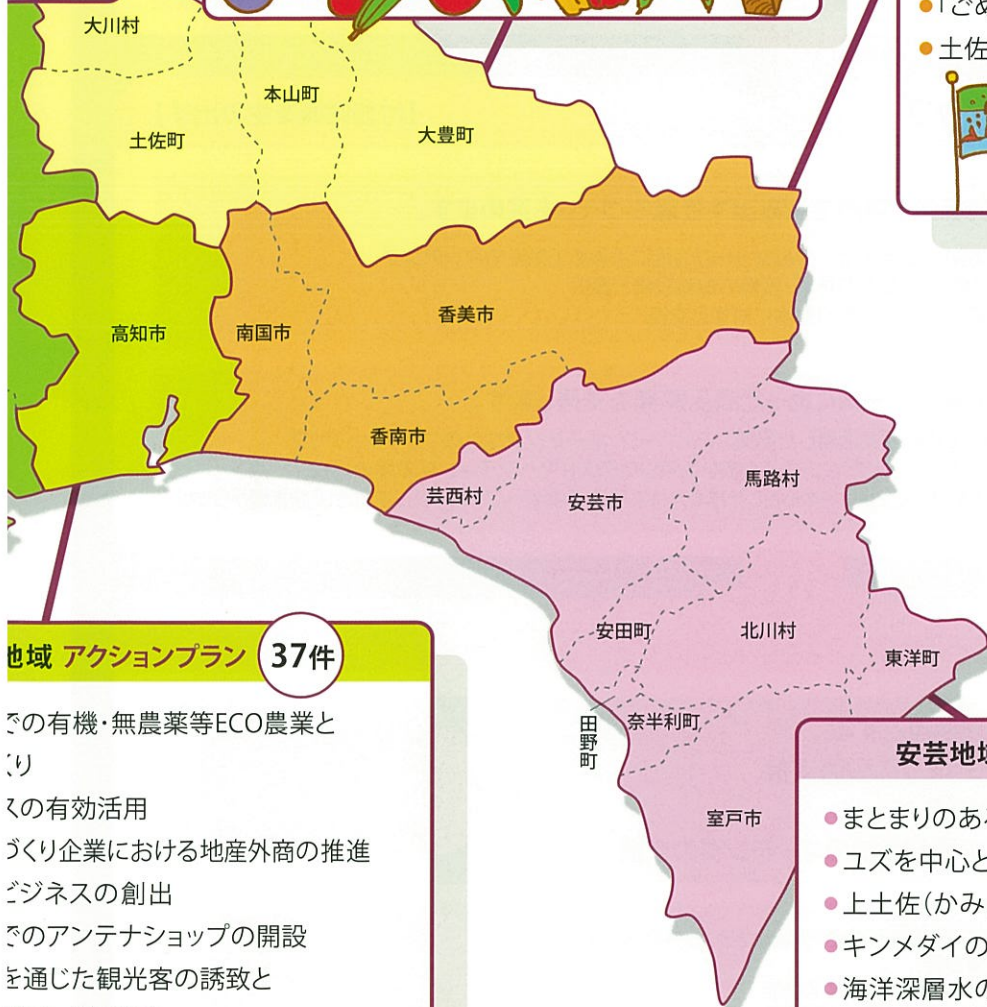 大川村
本山町
土佐町
大豊町
●土佐
高知市
南国市
香美市
香南市
芸西村
安芸市
馬路村
安田町
北川村
東洋町
田野町
奈半利町
室戸市
地域 アクションプラン 37件
での有機・無農薬等ECO農業と
くり
スの有効活用
づくり企業における地産外商の推進
ビジネスの創出
でのアンテナショップの開設
を通じた観光客の誘致と
安芸地域
●まとまりのある
●ユズを中心と
●上土佐(かみ
●キンメダイの
●海洋深層水の